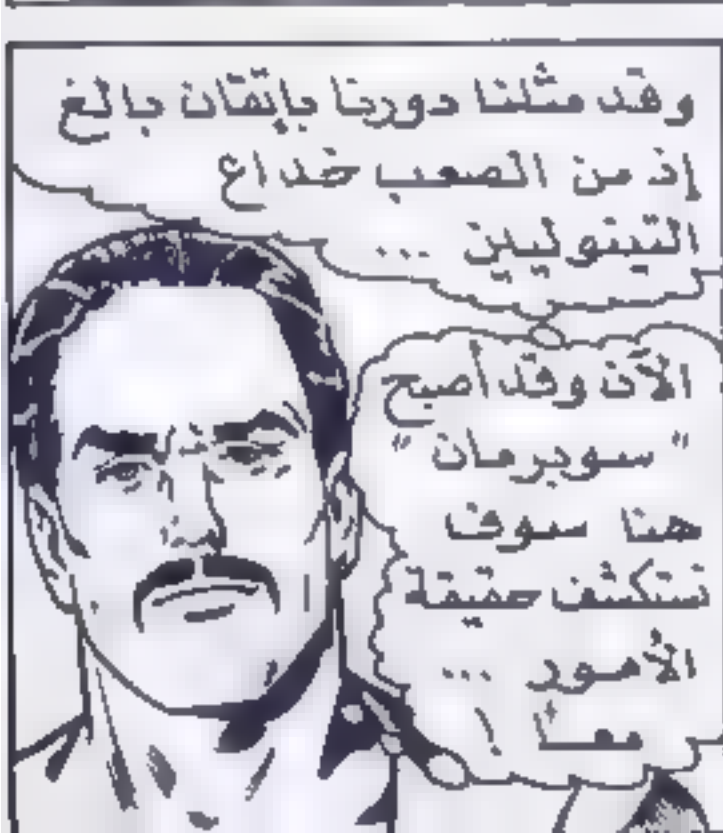 وقد مثلنا دورنا بإتقان بالغ
إذ من الصعب خداع
التينوليين ...
الآن وقد أصبح
"سوبرمان"
هنا سوف
نستكشف حقيقة
الأمور ...
معاً !